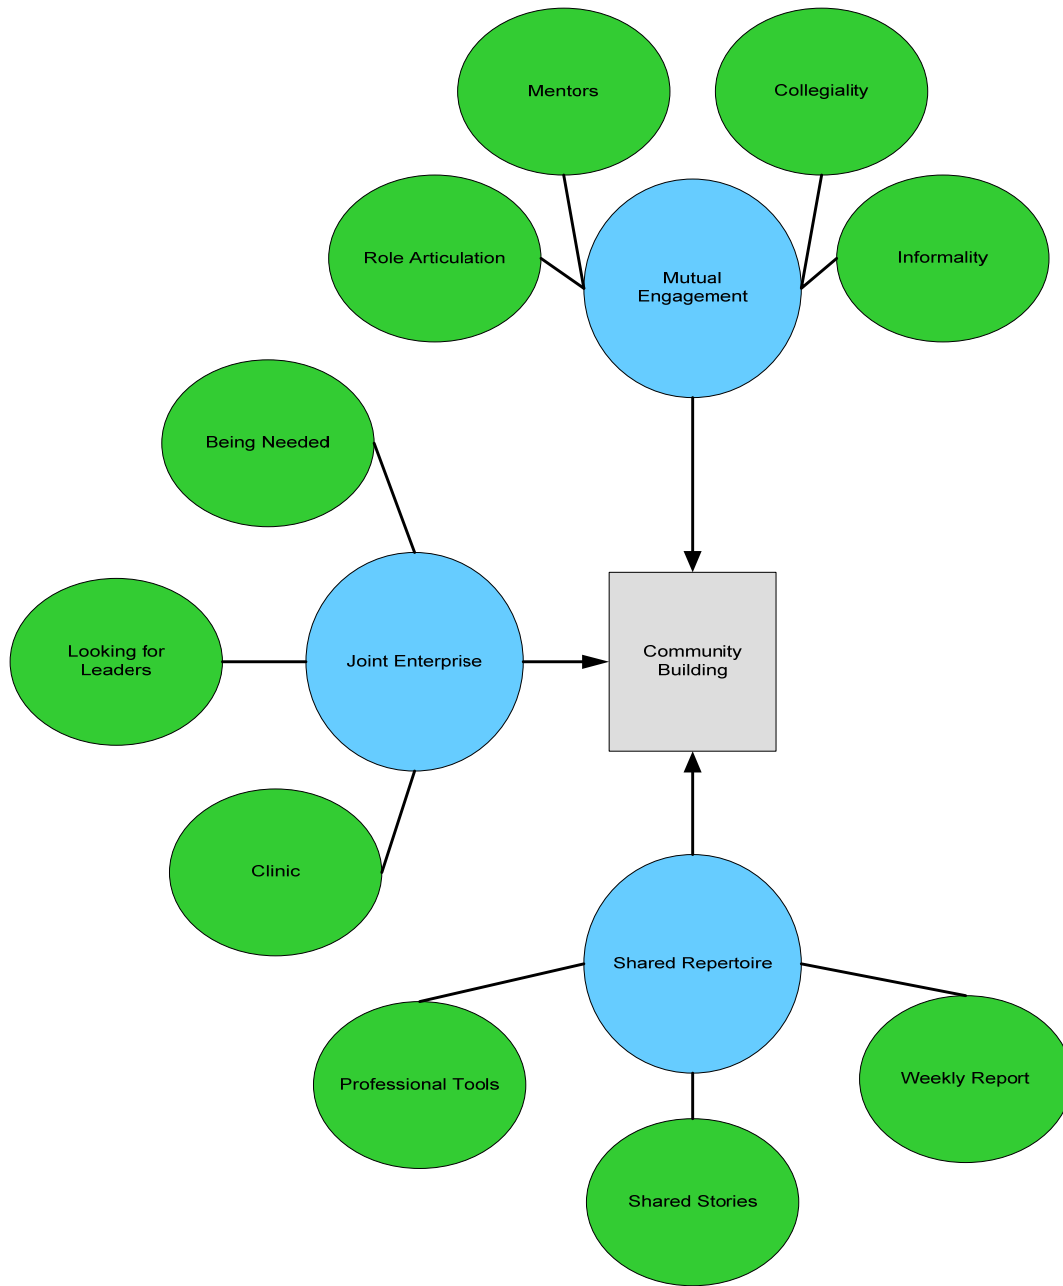 Mentors
Collegiality
Role Articulation
Informality
Mutual
Engagement
Being Needed
Looking for
Leaders
Joint Enterprise
Community
Building
Clinic
Shared Repertoire
Professional Tools
Weekly Report
Shared Stories